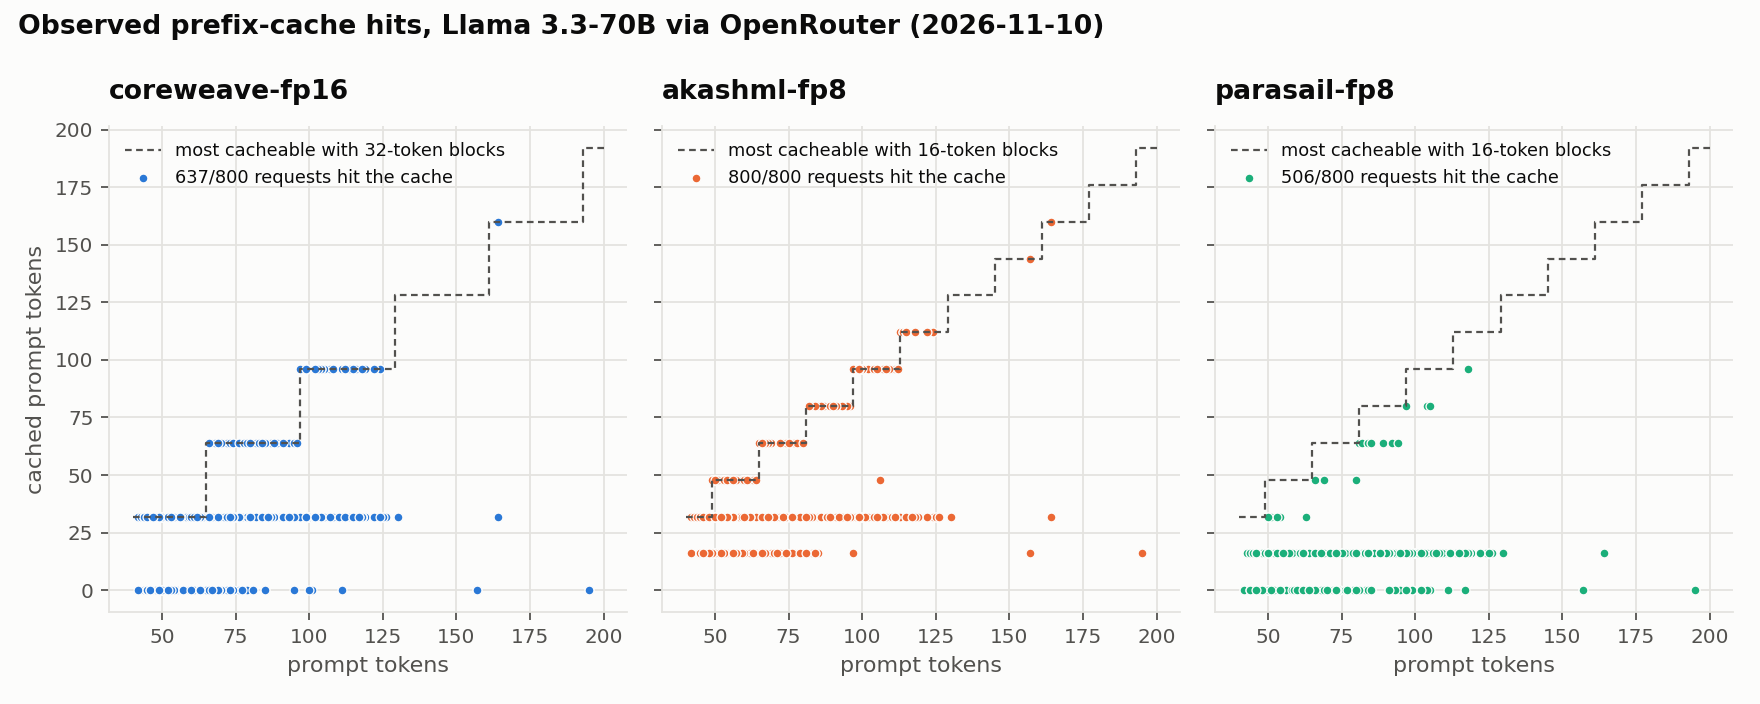 Observed prefix-cache hits, Llama 3.3-70B via OpenRouter (2026-11-10)
coreweave-fp16
akashml-fp8
parasail-fp8
most cacheable with 32-token blocks
637/800 requests hit the cache
most cacheable with 16-token blocks
800/800 requests hit the cache
most cacheable with 16-token blocks
506/800 requests hit the cache
cached prompt tokens
200
175
150
125
100
75
50
25
0
50 75 100 125 150 175 200
50 75 100 125 150 175 200
50 75 100 125 150 175 200
prompt tokens
prompt tokens
prompt tokens